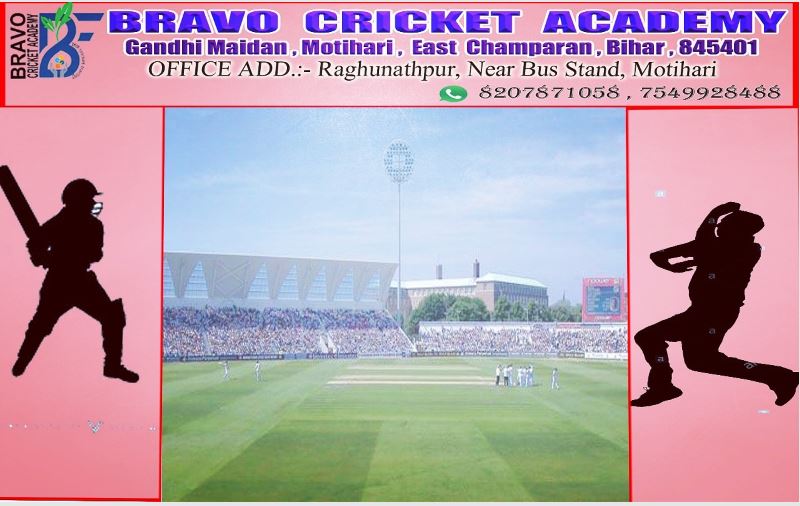 BRAVO
CRICKET ACADEMY
BRAVO CRICKET ACADEMY
Gandhi Maidan , Motihari , East Champaran , Bihar , 845401
OFFICE ADD.:- Raghunathpur, Near Bus Stand, Motihari
8207871058 , 7549928488